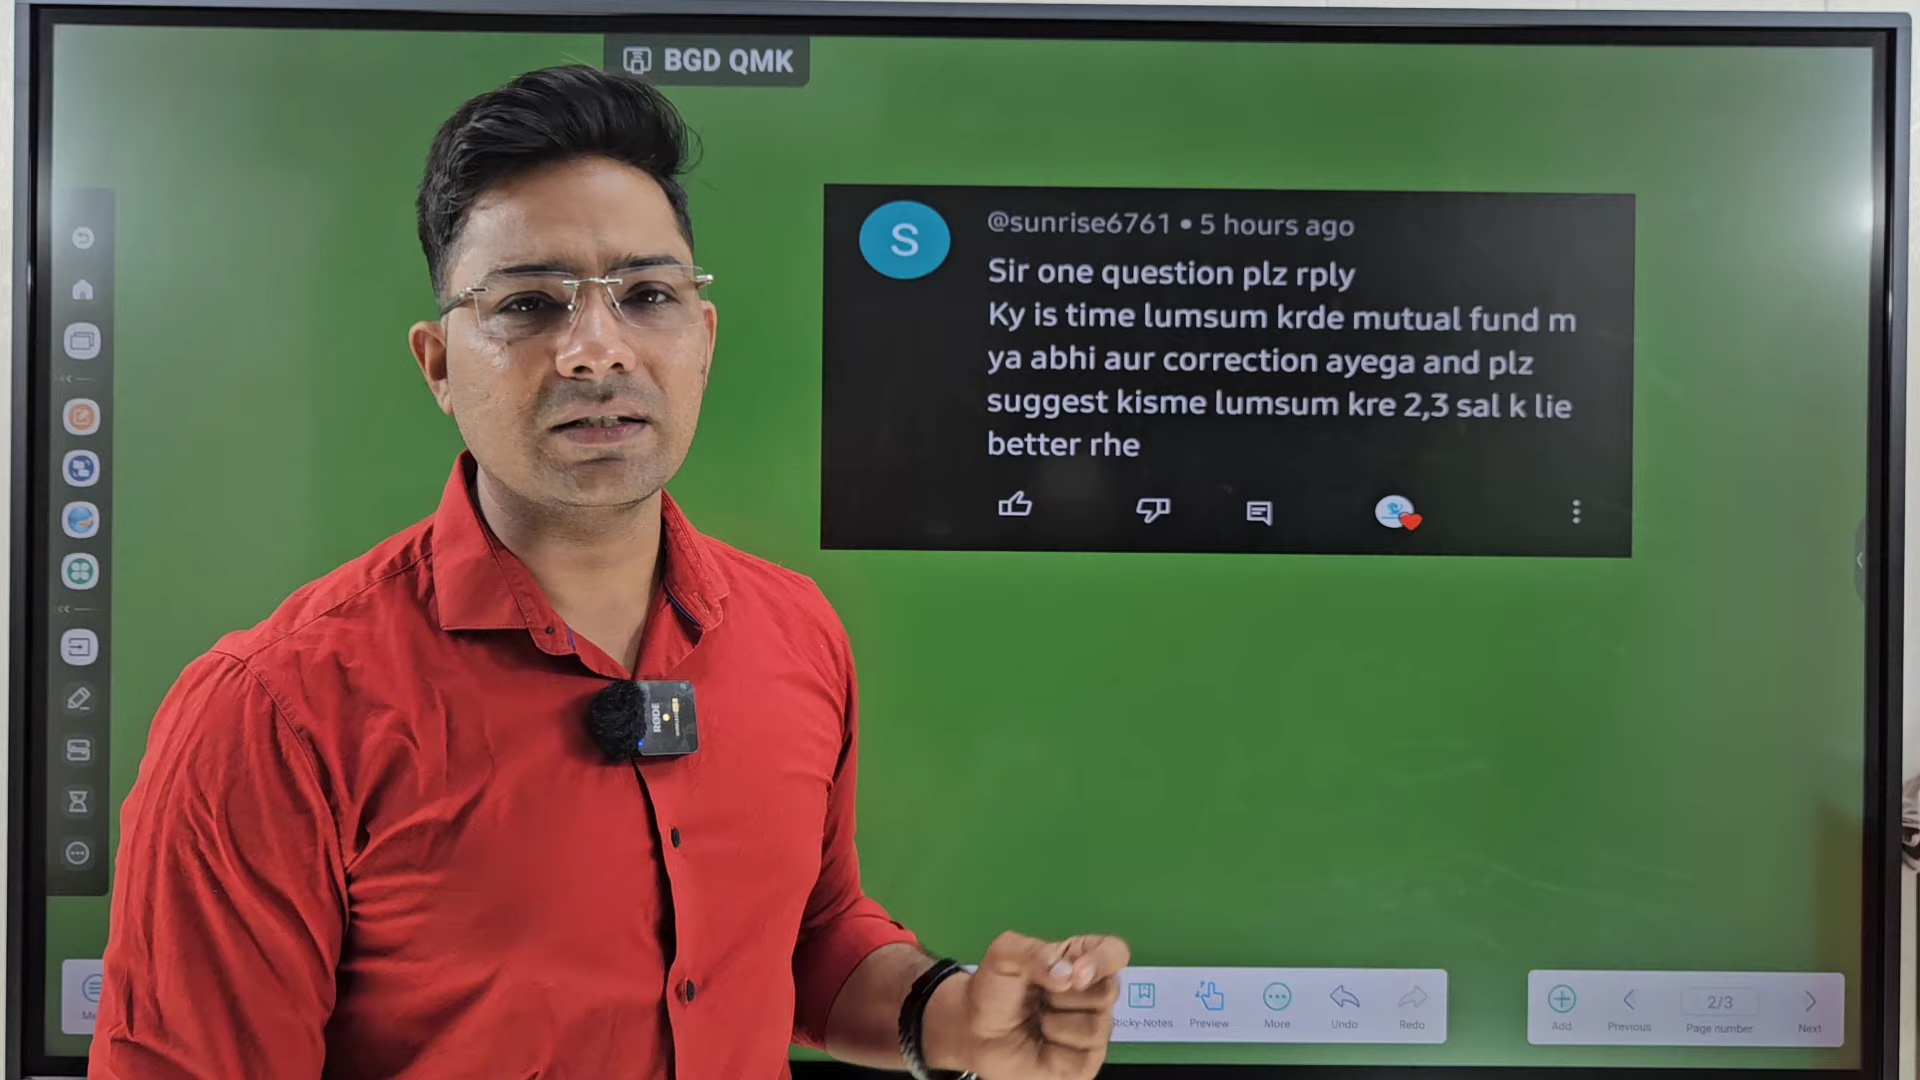 BGD QMK
S
@sunrise6761 • 5 hours ago
Sir one question plz rply
Ky is time lumsum krde mutual fund m
ya abhi aur correction ayega and plz
suggest kisme lumsum kre 2,3 sal k lie
better rhe
RODE
Sticky-Notes
Preview
More
Undo
Redo
Add
Previous
2/3
Page number
Next